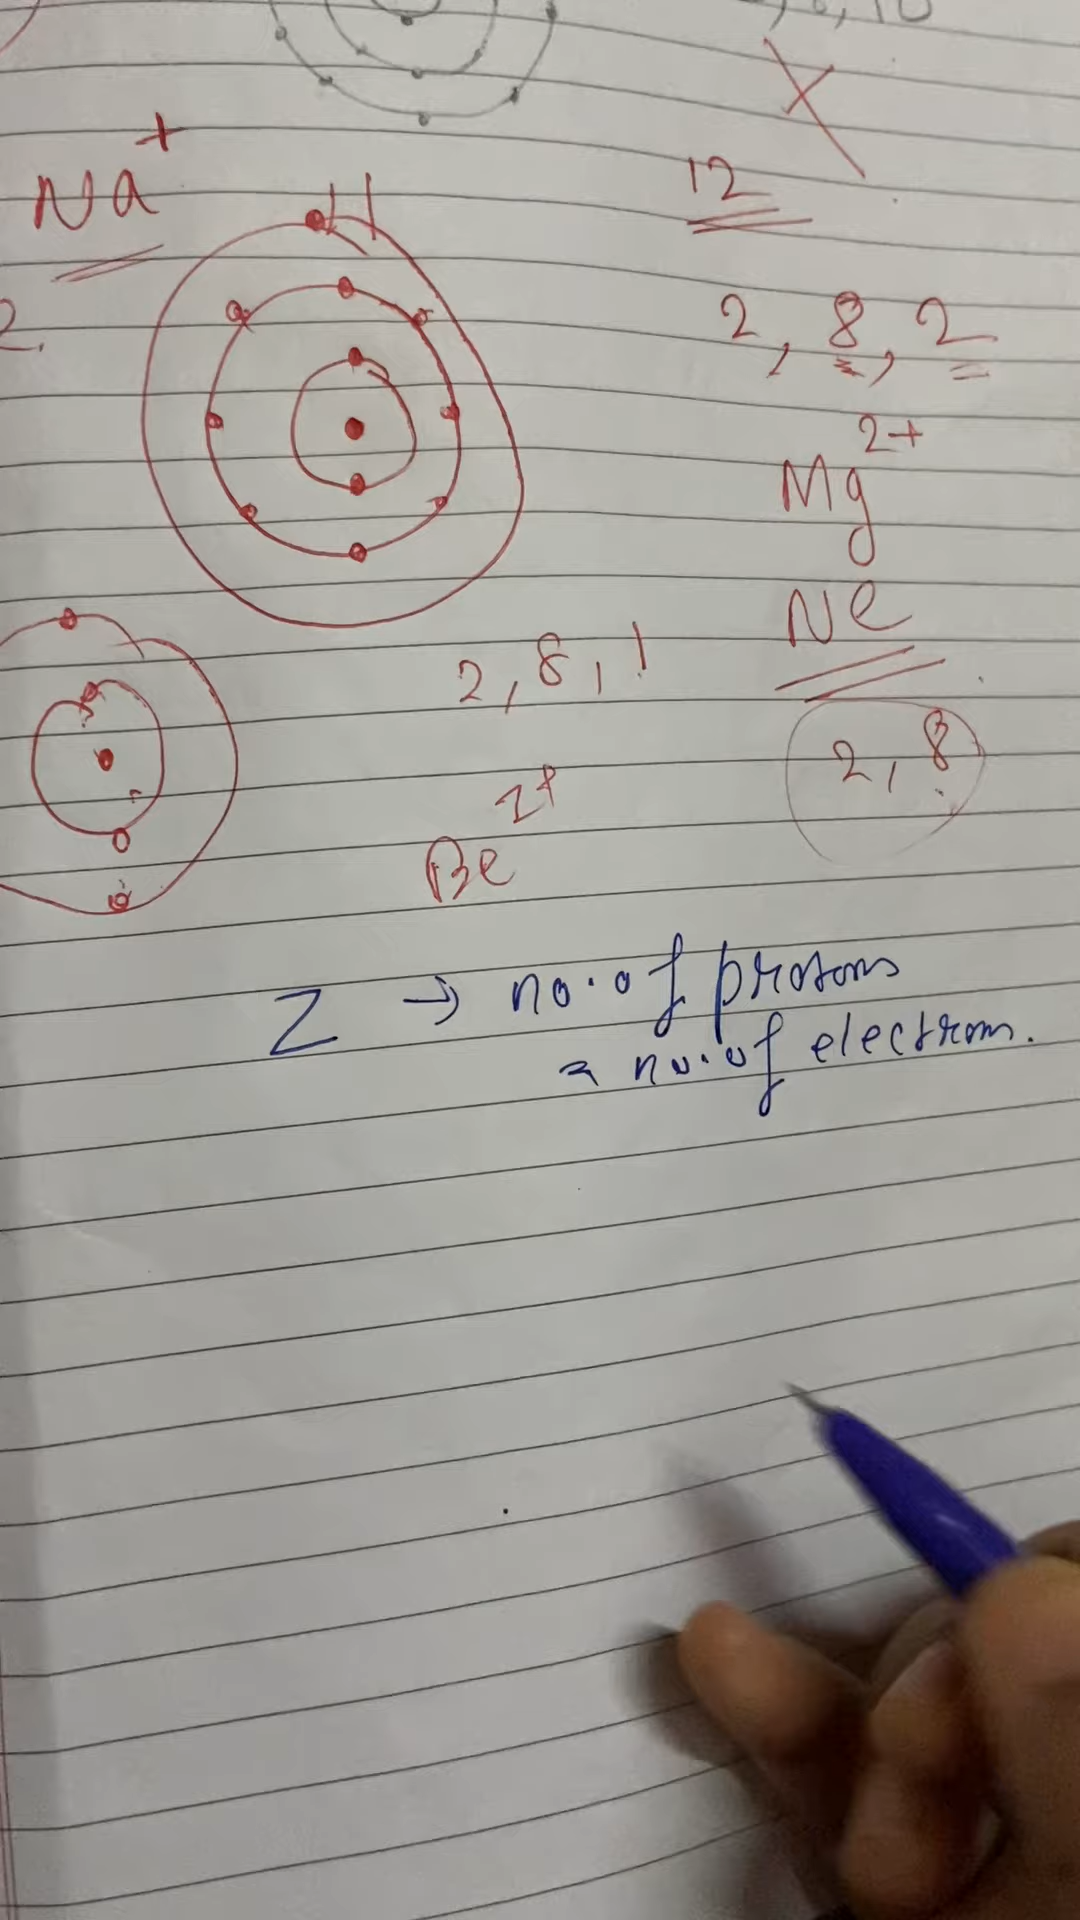 Na+
12
2.
2, 8, 2
Mg2+
Ne
2, 8, 1
2, 8
Be2+
Z → no. of protons
= no. of electrons.